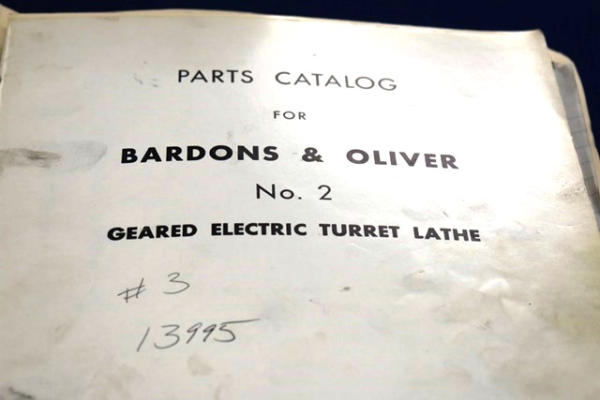 PARTS CATALOG
FOR
BARDONS & OLIVER
No. 2
GEARED ELECTRIC TURRET LATHE
# 3
13995